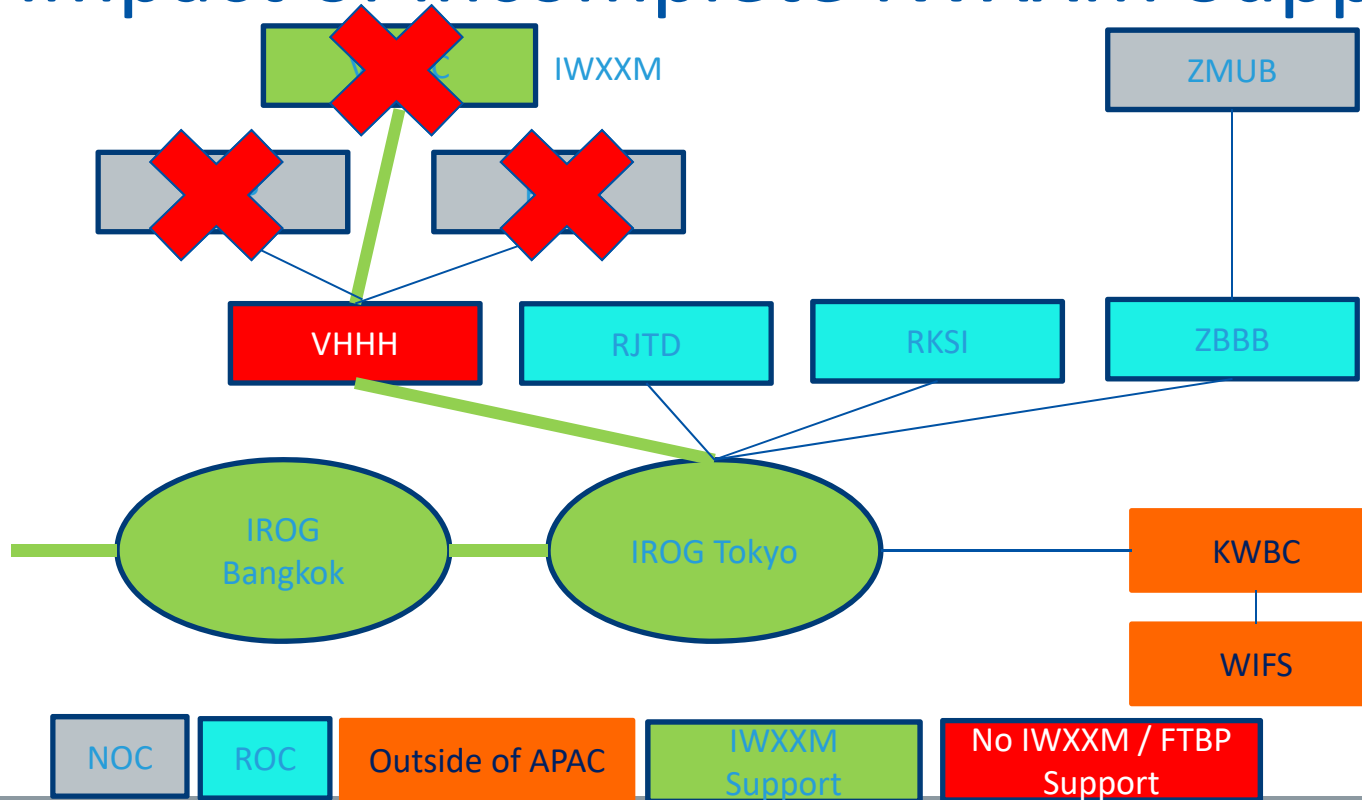 IWXXM
ZMUB
VHHH
RJTD
RKSI
ZBBB
IROG
Bangkok
IROG Tokyo
KWBC
WIFS
NOC
ROC
Outside of APAC
IWXXM
Support
No IWXXM / FTBP
Support